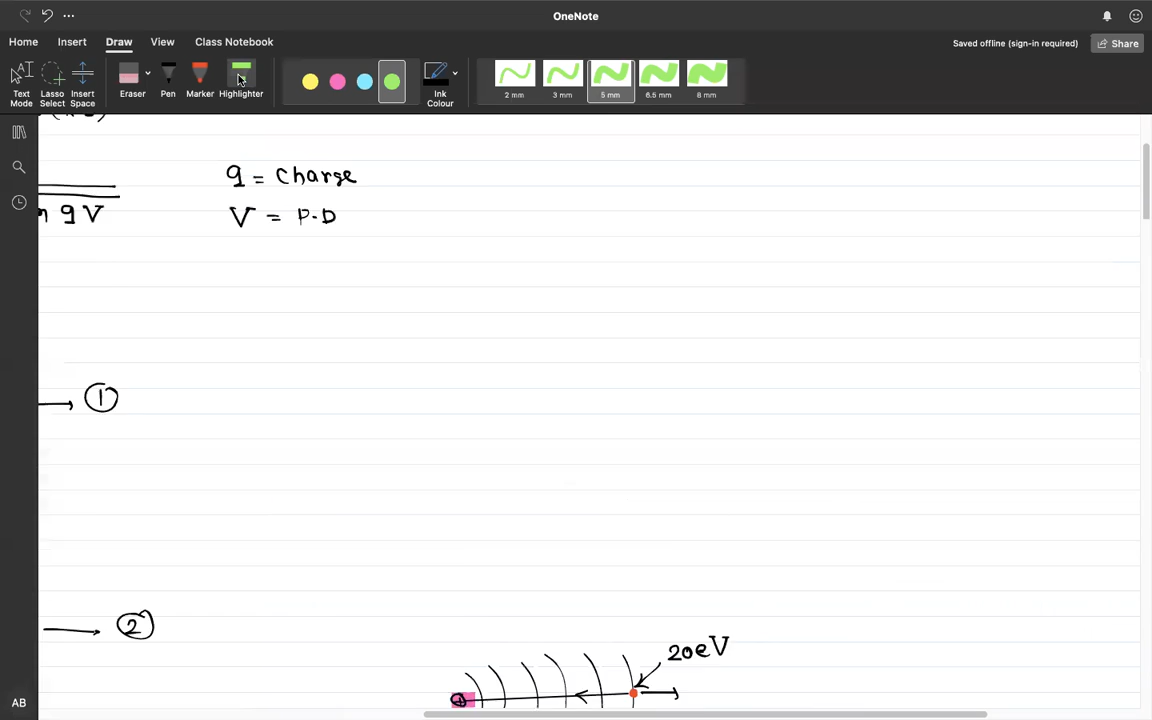 OneNote
Home Insert Draw View Class Notebook
Saved offline (sign-in required) Share
Text Mode
Lasso Select
Insert Space
Eraser
Pen
Marker
Highlighter
Ink Colour
2 mm
3 mm
5 mm
6.5 mm
8 mm
q = Charge
q V
V = P.D
1
2
20eV
AB